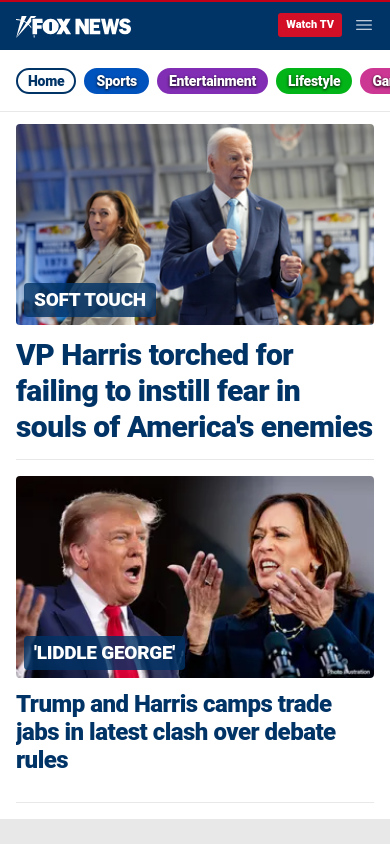 FOX NEWS
Watch TV
Home
Sports
Entertainment
Lifestyle
Ga
SOFT TOUCH
VP Harris torched for
failing to instill fear in
souls of America's enemies
'LIDDLE GEORGE'
Photo Illustration
Trump and Harris camps trade
jabs in latest clash over debate
rules